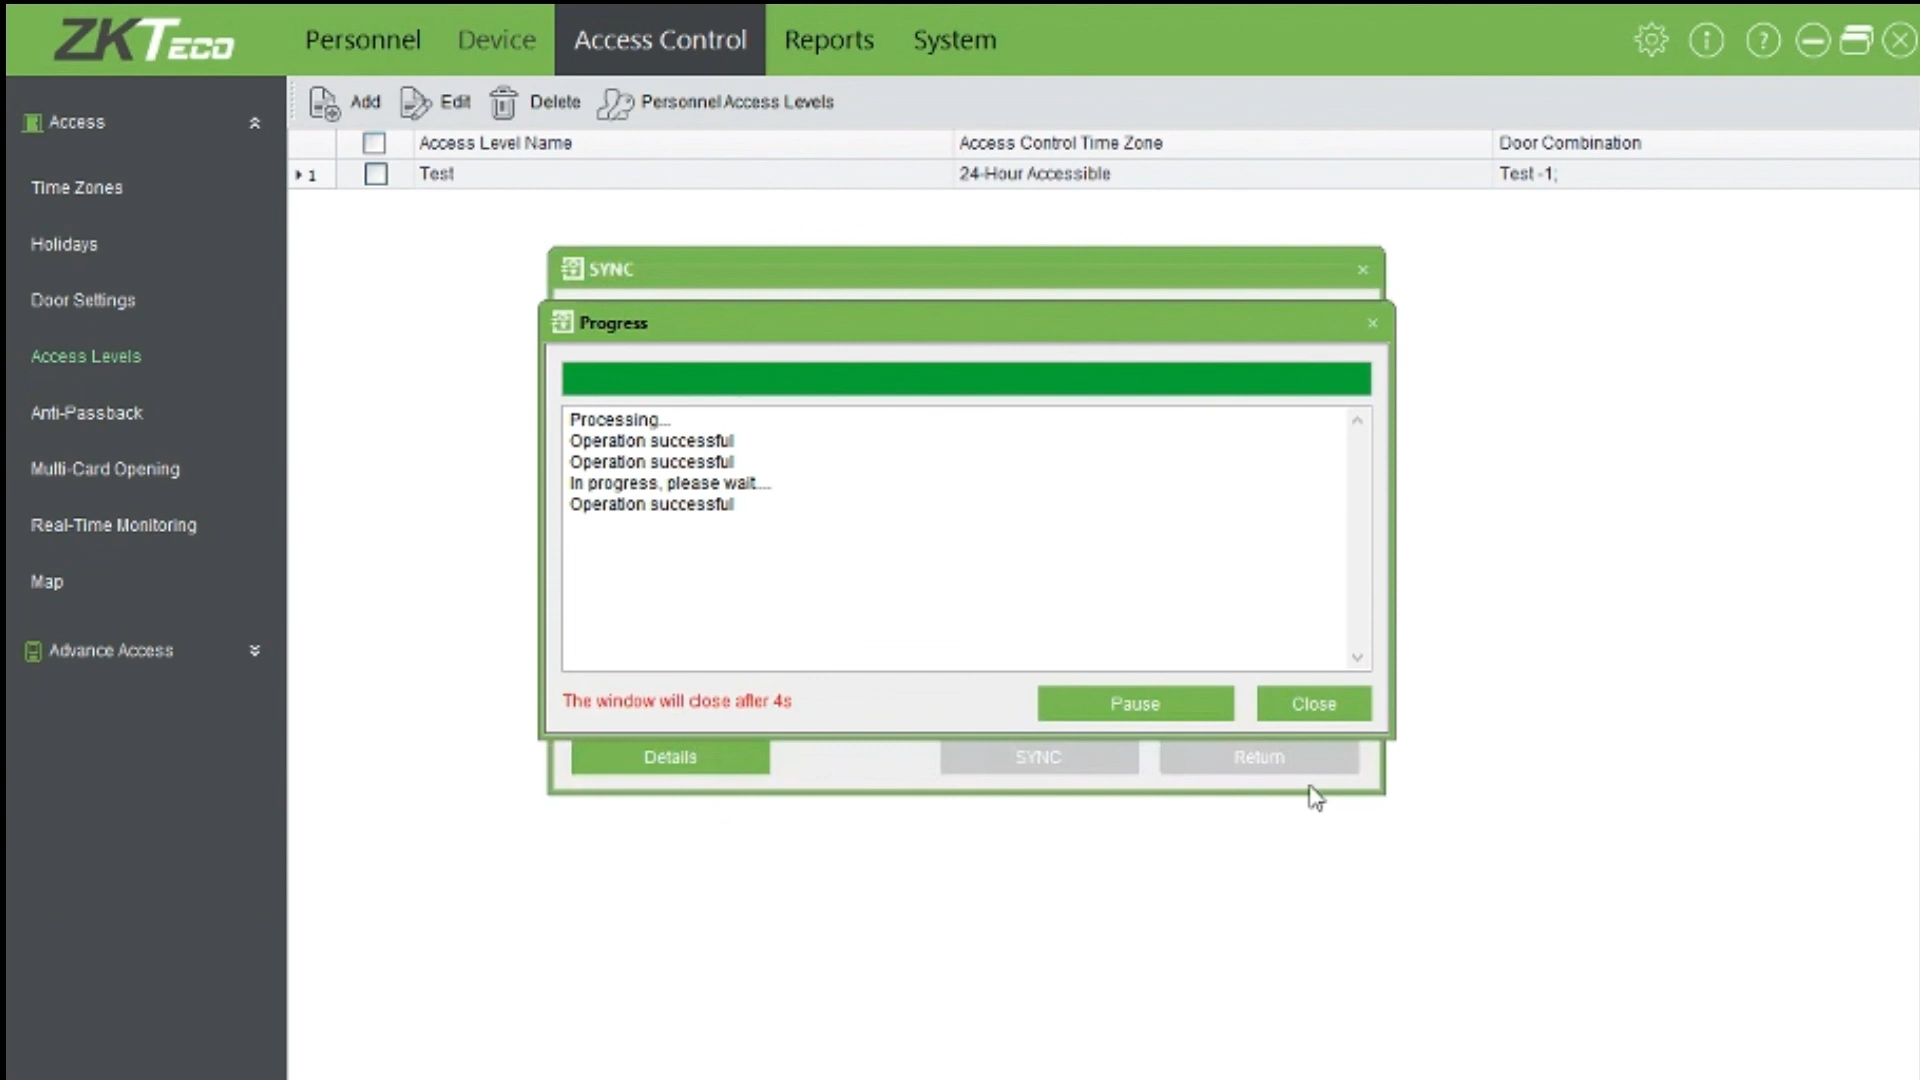 ZKTeco
Personnel
Device
Access Control
Reports
System
Access
Time Zones
Holidays
Door Settings
Access Levels
Anti-Passback
Multi-Card Opening
Real-Time Monitoring
Map
Advance Access
Add
Edit
Delete
Personnel Access Levels
Access Level Name
Access Control Time Zone
Door Combination
1
Test
24-Hour Accessible
Test -1;
SYNC
Progress
Processing...
Operation successful
Operation successful
In progress, please wait....
Operation successful
The window will close after 4s
Pause
Close
Details
SYNC
Return